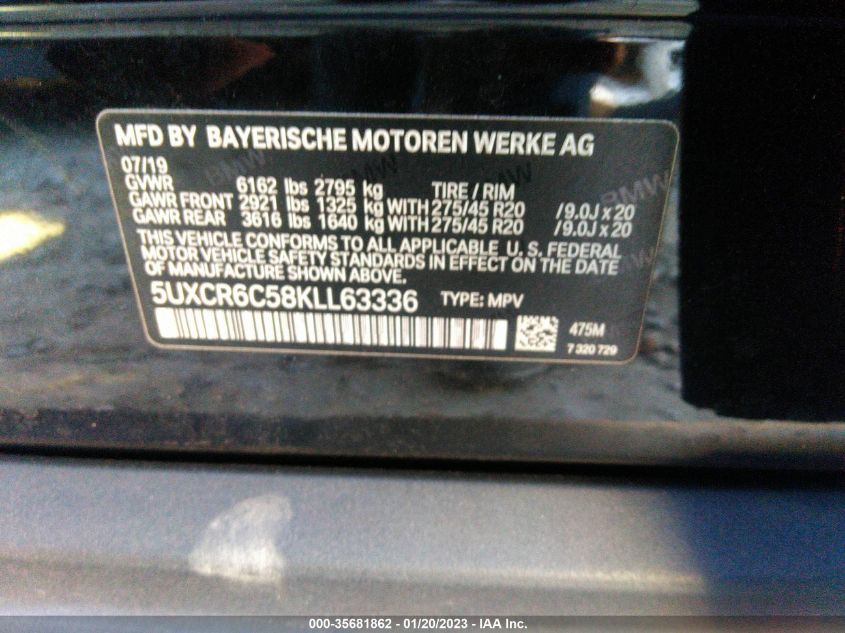 MFD BY BAYERISCHE MOTOREN WERKE AG
07/19
GVWR 6162 lbs 2795 kg TIRE / RIM
GAWR FRONT 2921 lbs 1325 kg WITH 275/45 R20 /9.0J x 20
GAWR REAR 3616 lbs 1640 kg WITH 275/45 R20 /9.0J x 20
THIS VEHICLE CONFORMS TO ALL APPLICABLE U.S. FEDERAL
MOTOR VEHICLE SAFETY STANDARDS IN EFFECT ON THE DATE
OF MANUFACTURE SHOWN ABOVE.
5UXCR6C58KLL63336 TYPE: MPV
475M
7 320 729
BMW
BMW
BMW
000-35681862 / 01/20/2023 - IAA Inc.